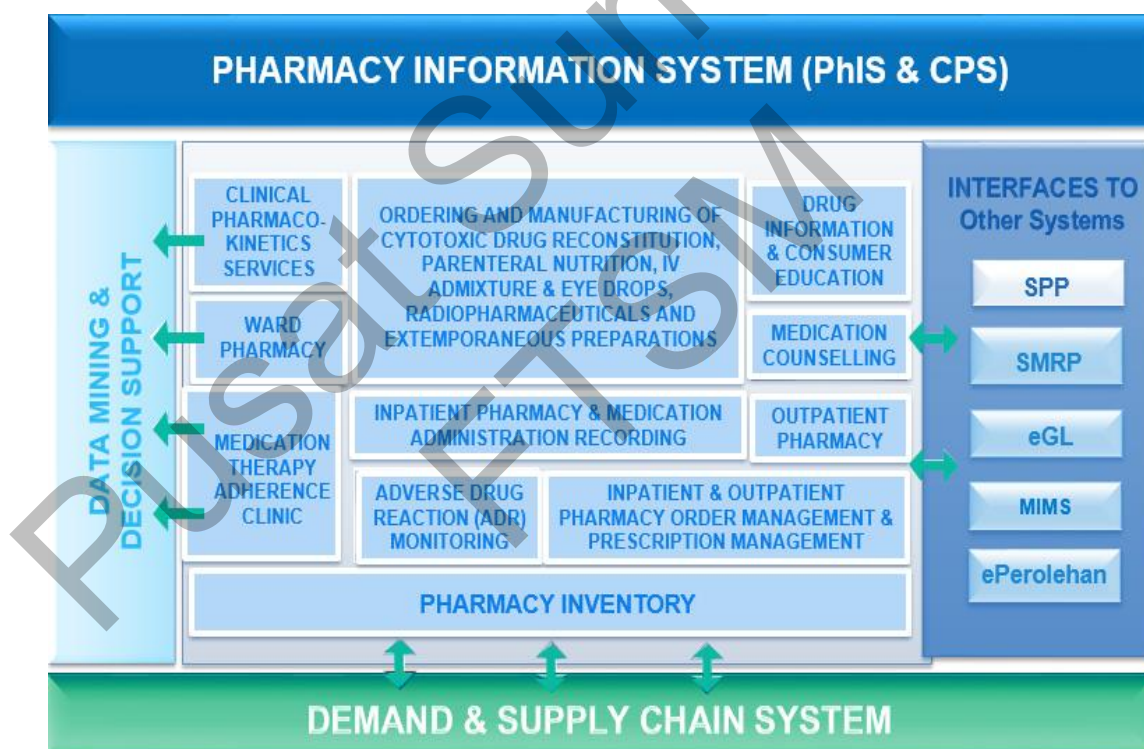 PHARMACY INFORMATION SYSTEM (PhIS & CPS)
DATA MINING &
DECISION SUPPORT
CLINICAL
PHARMACO-
KINETICS
SERVICES
ORDERING AND MANUFACTURING OF
CYTOTOXIC DRUG RECONSTITUTION,
PARENTERAL NUTRITION, IV
ADMIXTURE & EYE DROPS,
RADIOPHARMACEUTICALS AND
EXTEMPORANEOUS PREPARATIONS
DRUG
INFORMATION
& CONSUMER
EDUCATION
WARD
PHARMACY
MEDICATION
COUNSELLING
MEDICATION
THERAPY
ADHERENCE
CLINIC
INPATIENT PHARMACY & MEDICATION
ADMINISTRATION RECORDING
OUTPATIENT
PHARMACY
ADVERSE DRUG
REACTION (ADR)
MONITORING
INPATIENT & OUTPATIENT
PHARMACY ORDER MANAGEMENT &
PRESCRIPTION MANAGEMENT
PHARMACY INVENTORY
INTERFACES TO
Other Systems
SPP
SMRP
eGL
MIMS
ePerolehan
DEMAND & SUPPLY CHAIN SYSTEM
Pusat Sum
FTSM